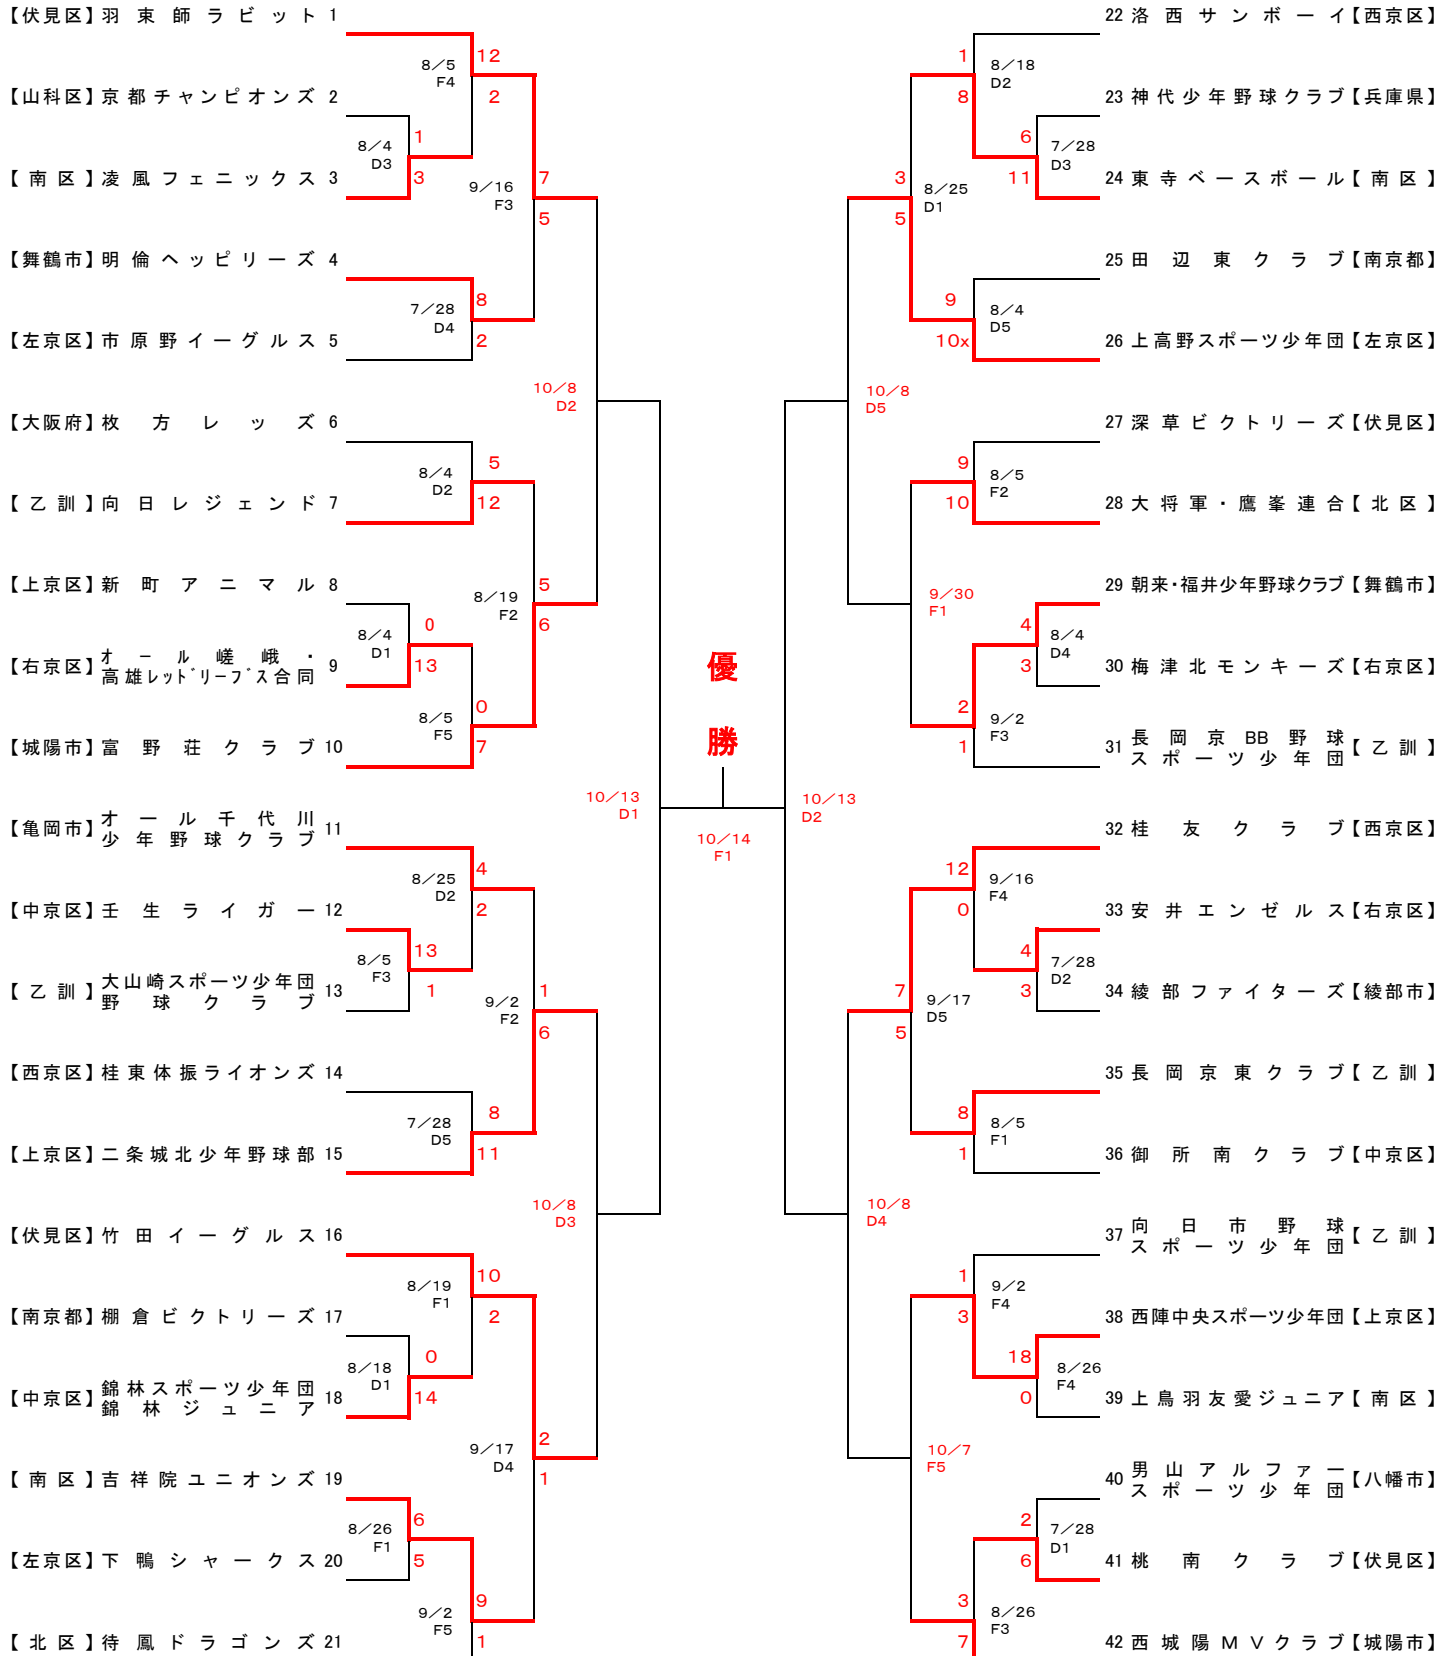 【伏見区】羽東師ラビット 1
12
8／5
F4
2
【山科区】京都チャンピオンズ 2
1
8／4
D3
3
【南区】凌風フェニックス 3
9／16
F3
7
5
【舞鶴市】明倫ヘッピリーズ 4
8
7／28
D4
2
【左京区】市原野イーグルス 5
10／8
D2
【大阪府】枚方レッズ 6
5
8／4
D2
12
【乙訓】向日レジェンド 7
【上京区】新町アニマル 8
8／19
F2
5
6
0
8／4
D1
13
【右京区】オール嵯峨・
高雄レッドリーブス合同 9
0
8／5
F5
7
【城陽市】富野荘クラブ 10
10／13
D1
【亀岡市】オール千代川
少年野球クラブ 11
4
8／25
D2
2
【中京区】壬生ライガー 12
13
8／5
F3
1
【乙訓】大山崎スポーツ少年団
野球クラブ 13
9／2
F2
1
6
【西京区】桂東体振ライオンズ 14
8
7／28
D5
11
【上京区】二条城北少年野球部 15
10／8
D3
【伏見区】竹田イーグルス 16
10
8／19
F1
2
【南京都】棚倉ビクトリーズ 17
0
8／18
D1
14
【中京区】錦林スポーツ少年団
錦林ジュニア 18
9／17
D4
2
1
【南区】吉祥院ユニオンズ 19
6
8／26
F1
5
【左京区】下鴨シャークス 20
9
9／2
F5
1
【北区】待鳳ドラゴンズ 21
優
勝
10／14
F1
22 洛西サンボーイ【西京区】
1
8／18
D2
8
23 神代少年野球クラブ【兵庫県】
6
7／28
D3
11
24 東寺ベースボール【南区】
3
8／25
D1
5
25 田辺東クラブ【南京都】
9
8／4
D5
10x
26 上高野スポーツ少年団【左京区】
10／8
D5
27 深草ビクトリーズ【伏見区】
9
8／5
F2
10
28 大将軍・鷹峯連合【北区】
9／30
F1
29 朝来・福井少年野球クラブ【舞鶴市】
4
8／4
D4
3
30 梅津北モンキーズ【右京区】
2
9／2
F3
1
31 長岡京BB野球
スポーツ少年団【乙訓】
10／13
D2
32 桂友クラブ【西京区】
12
9／16
F4
0
33 安井エンゼルス【右京区】
4
7／28
D2
3
34 綾部ファイターズ【綾部市】
7
9／17
D5
5
35 長岡京東クラブ【乙訓】
8
8／5
F1
1
36 御所南クラブ【中京区】
10／8
D4
37 向日市野球
スポーツ少年団【乙訓】
1
9／2
F4
3
38 西陣中央スポーツ少年団【上京区】
18
8／26
F4
0
39 上鳥羽友愛ジュニア【南区】
10／7
F5
40 男山アルファー
スポーツ少年団【八幡市】
2
7／28
D1
6
41 桃南クラブ【伏見区】
3
8／26
F3
7
42 西城陽MVクラブ【城陽市】